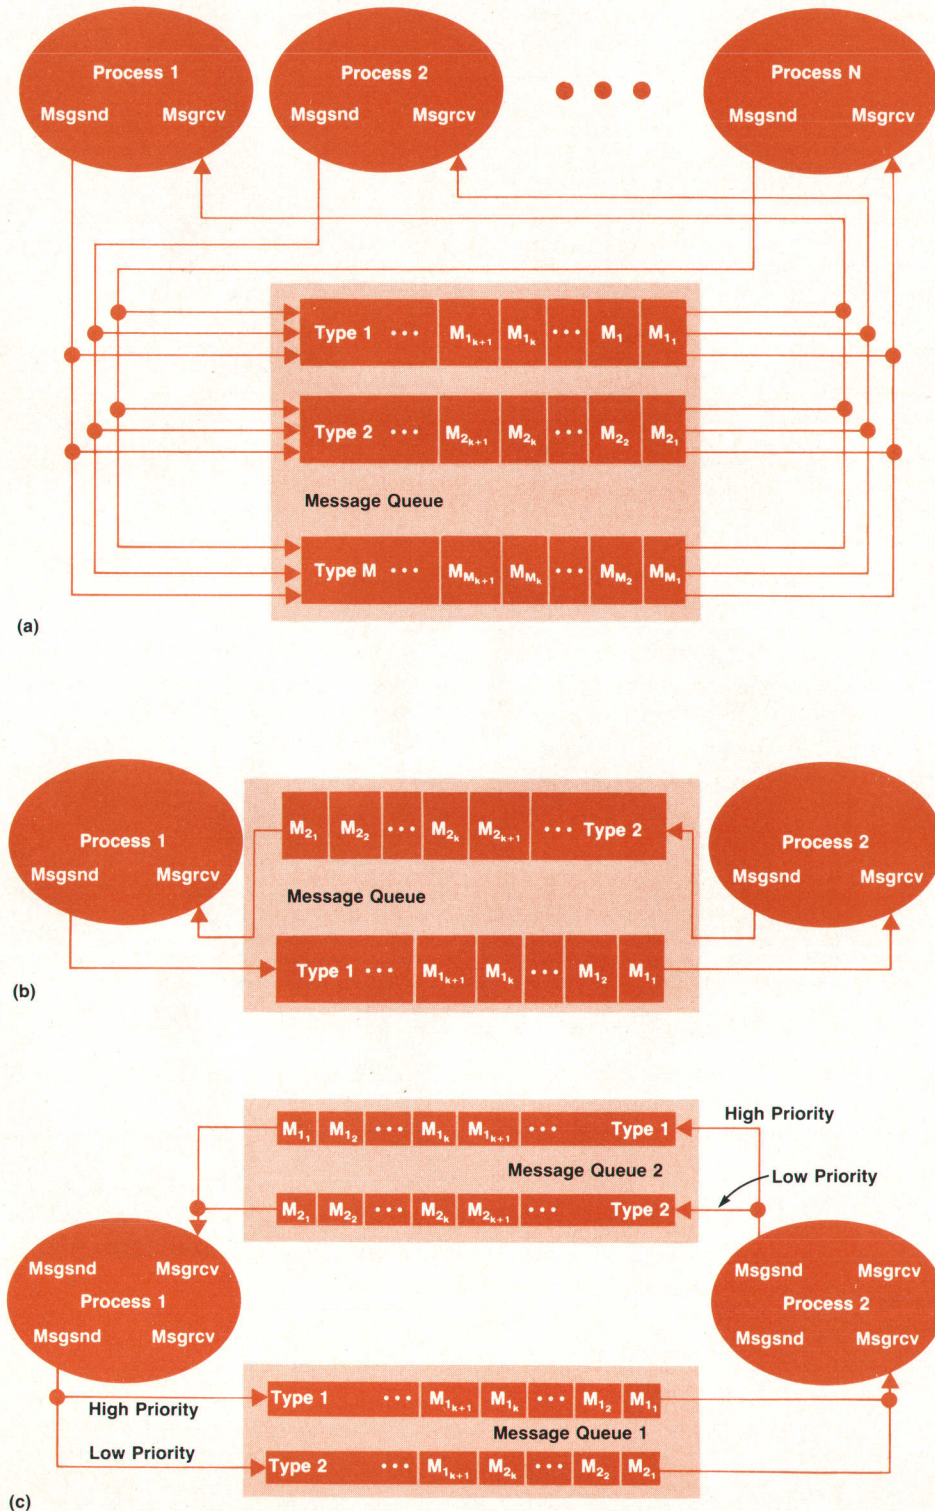 Process 1
Msgsnd Msgrcv
Process 2
Msgsnd Msgrcv
• • •
Process N
Msgsnd Msgrcv
Type 1 ••• M₁ₖ₊₁ M₁ₖ ••• M₁ M₁₁
Type 2 ••• M₂ₖ₊₁ M₂ₖ ••• M₂₂ M₂₁
Message Queue
Type M ••• M_Mₖ₊₁ M_Mₖ ••• M_M₂ M_M₁
(a)
Process 1
Msgsnd Msgrcv
M₂₁ M₂₂ ••• M₂ₖ M₂ₖ₊₁ ••• Type 2
Message Queue
Type 1 ••• M₁ₖ₊₁ M₁ₖ ••• M₁₂ M₁₁
Process 2
Msgsnd Msgrcv
(b)
M₁₁ M₁₂ ••• M₁ₖ M₁ₖ₊₁ ••• Type 1
High Priority
Message Queue 2
Low Priority
M₂₁ M₂₂ ••• M₂ₖ M₂ₖ₊₁ ••• Type 2
Msgsnd Msgrcv
Process 1
Msgsnd Msgrcv
Msgsnd Msgrcv
Process 2
Msgsnd Msgrcv
High Priority
Type 1 ••• M₁ₖ₊₁ M₁ₖ ••• M₁₂ M₁₁
Message Queue 1
Low Priority
Type 2 ••• M₁ₖ₊₁ M₂ₖ ••• M₂₂ M₂₁
(c)